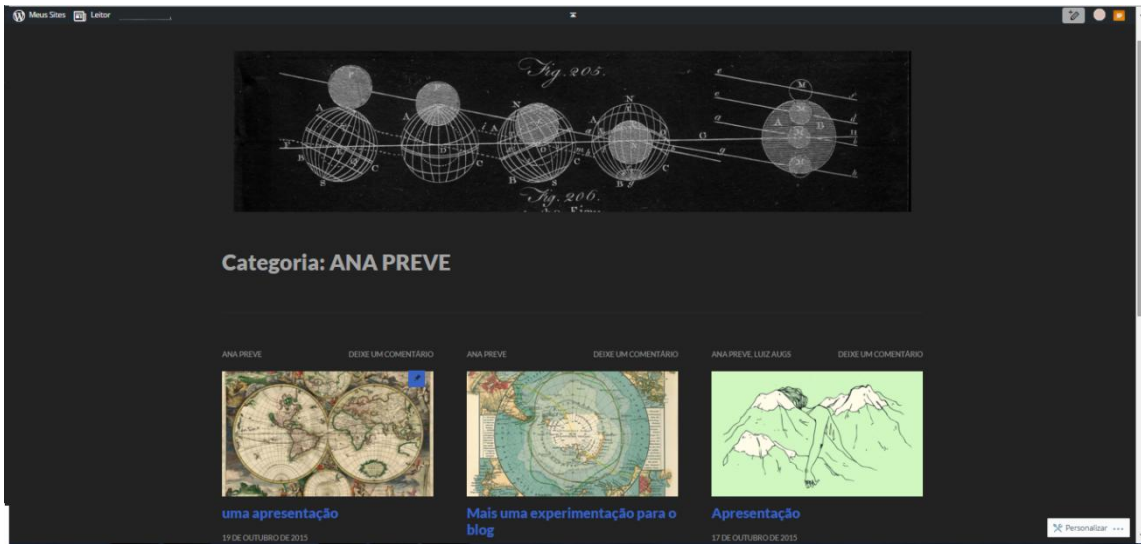 Meus Sites Leitor
Fig. 205.
Fig. 206.
Categoria: ANA PREVE
ANA PREVE DEIXE UM COMENTÁRIO
ANA PREVE DEIXE UM COMENTÁRIO
ANA PREVE, LUIZ AUGS DEIXE UM COMENTÁRIO
uma apresentação
19 DE OUTUBRO DE 2015
Mais uma experimentação para o
blog
Apresentação
17 DE OUTUBRO DE 2015
Personalizar